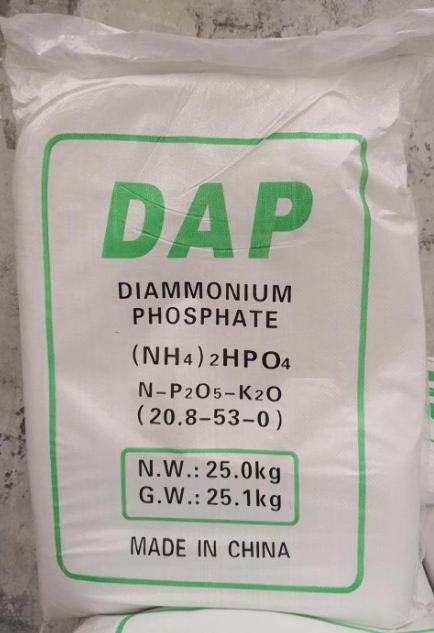 DAP
DIAMMONIUM
PHOSPHATE
(NH4)2HPO4
N-P2O5-K2O
(20.8-53-0)
N.W.: 25.0kg
G.W.: 25.1kg
MADE IN CHINA